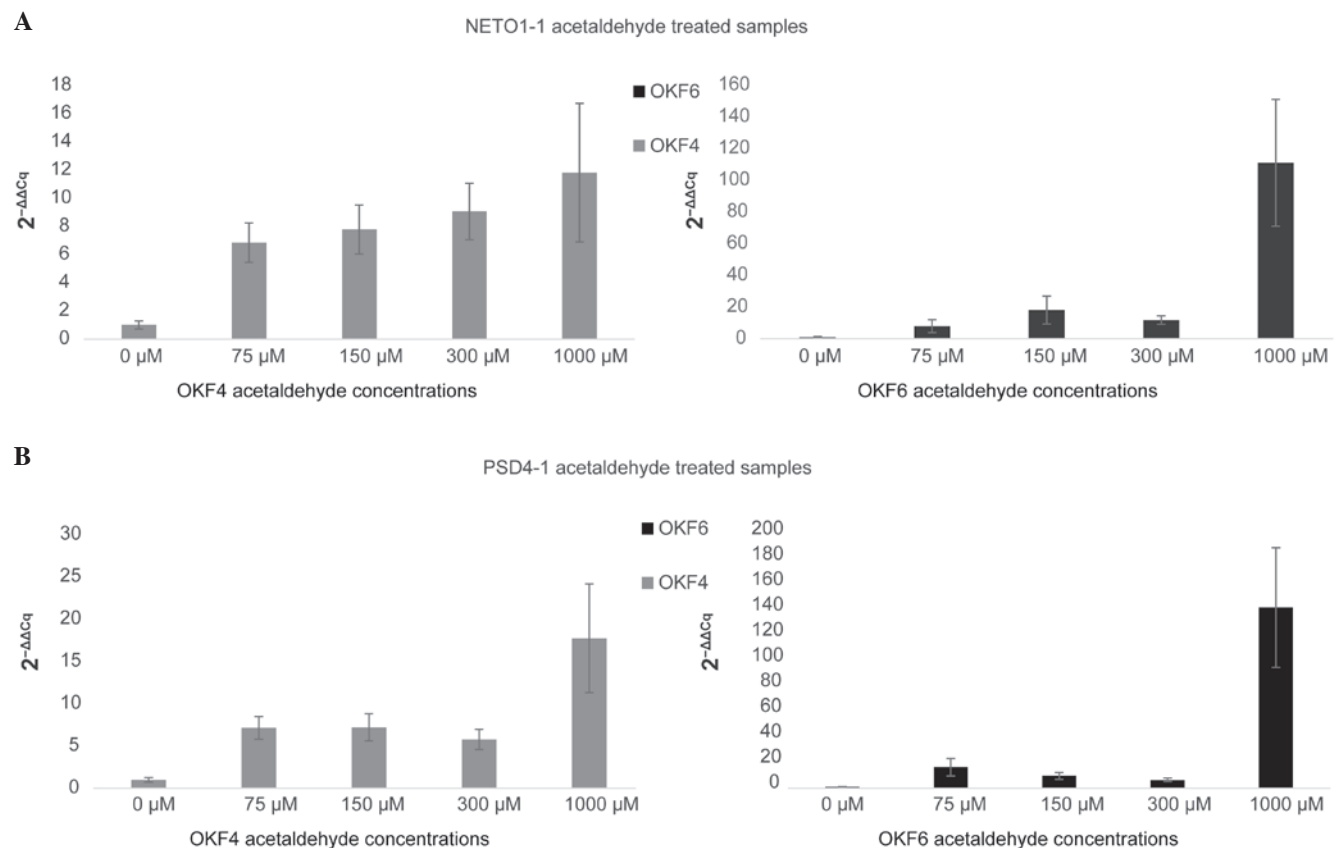 A
NETO1-1 acetaldehyde treated samples
18
16
14
12
10
8
6
4
2
0
2-ΔΔCq
0 µM 75 µM 150 µM 300 µM 1000 µM
OKF4 acetaldehyde concentrations
OKF6
OKF4
160
140
120
100
80
60
40
20
0
2-ΔΔCq
0 µM 75 µM 150 µM 300 µM 1000 µM
OKF6 acetaldehyde concentrations
B
PSD4-1 acetaldehyde treated samples
30
25
20
15
10
5
0
2-ΔΔCq
0 µM 75 µM 150 µM 300 µM 1000 µM
OKF4 acetaldehyde concentrations
OKF6
OKF4
200
180
160
140
120
100
80
60
40
20
0
2-ΔΔCq
0 µM 75 µM 150 µM 300 µM 1000 µM
OKF6 acetaldehyde concentrations